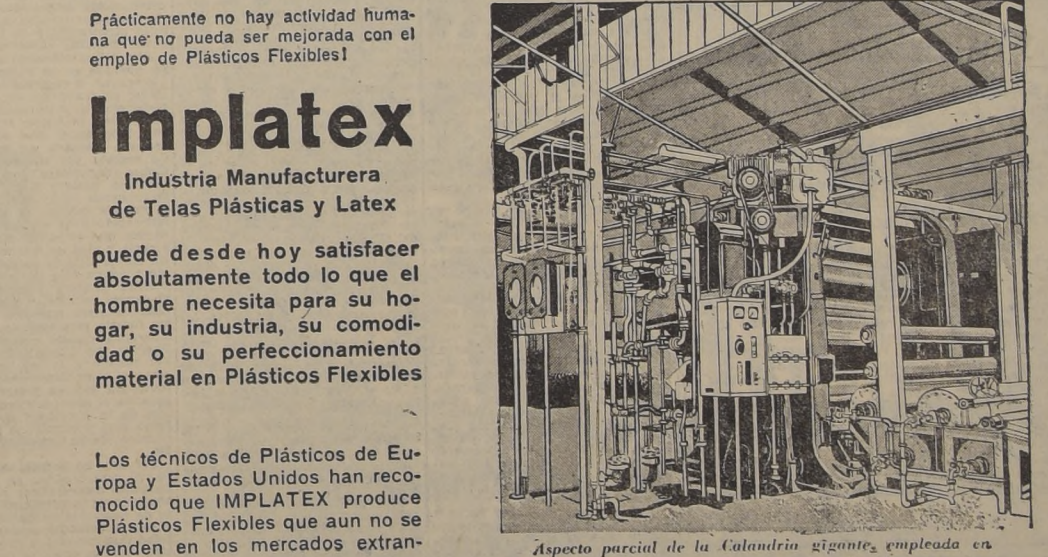 Prácticamente no hay actividad huma-
na que no pueda ser mejorada con el
empleo de Plásticos Flexibles!
Implatex
Industria Manufacturera
de Telas Plásticas y Latex
puede desde hoy satisfacer
absolutamente todo lo que el
hombre necesita para su ho-
gar, su industria, su comodi-
dad o su perfeccionamiento
material en Plásticos Flexibles
Los técnicos de Plásticos de Eu-
ropa y Estados Unidos han reco-
nocido que IMPLATEX produce
Plásticos Flexibles que aun no se
venden en los mercados extran-
Aspecto parcial de la Calandria gigante, empleada en